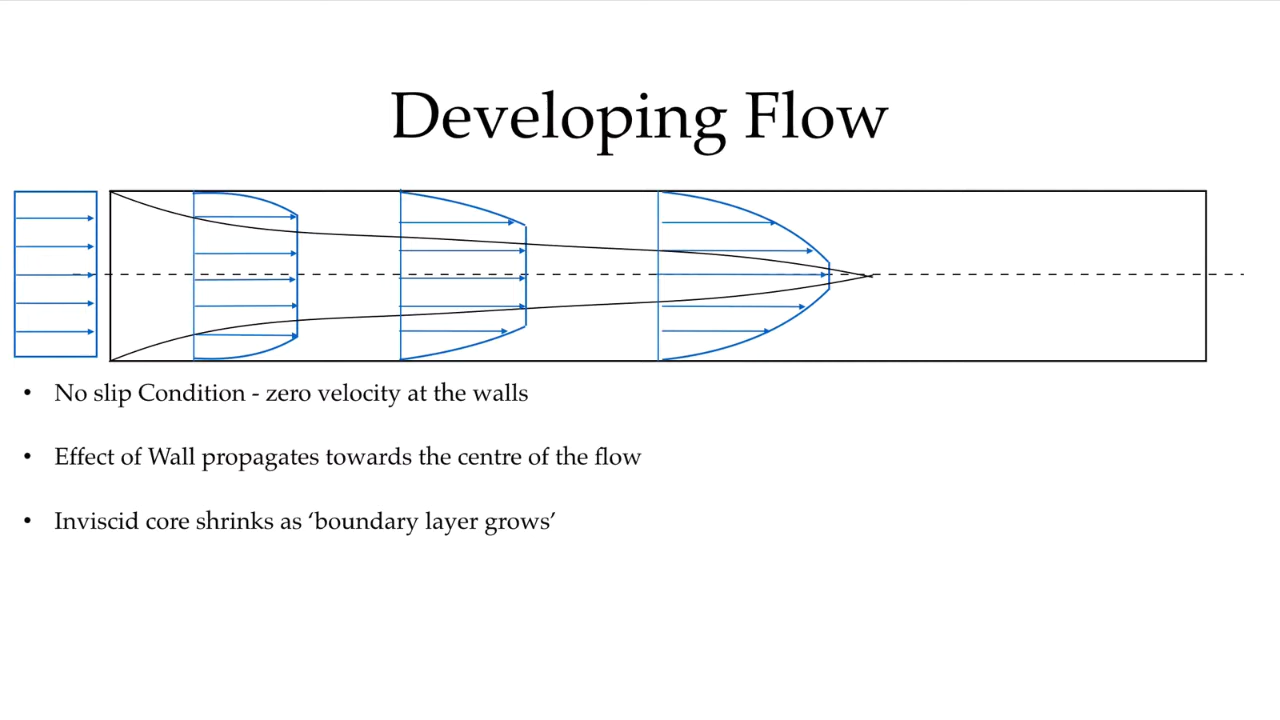 Developing Flow
• No slip Condition - zero velocity at the walls
• Effect of Wall propagates towards the centre of the flow
• Inviscid core shrinks as ‘boundary layer grows’